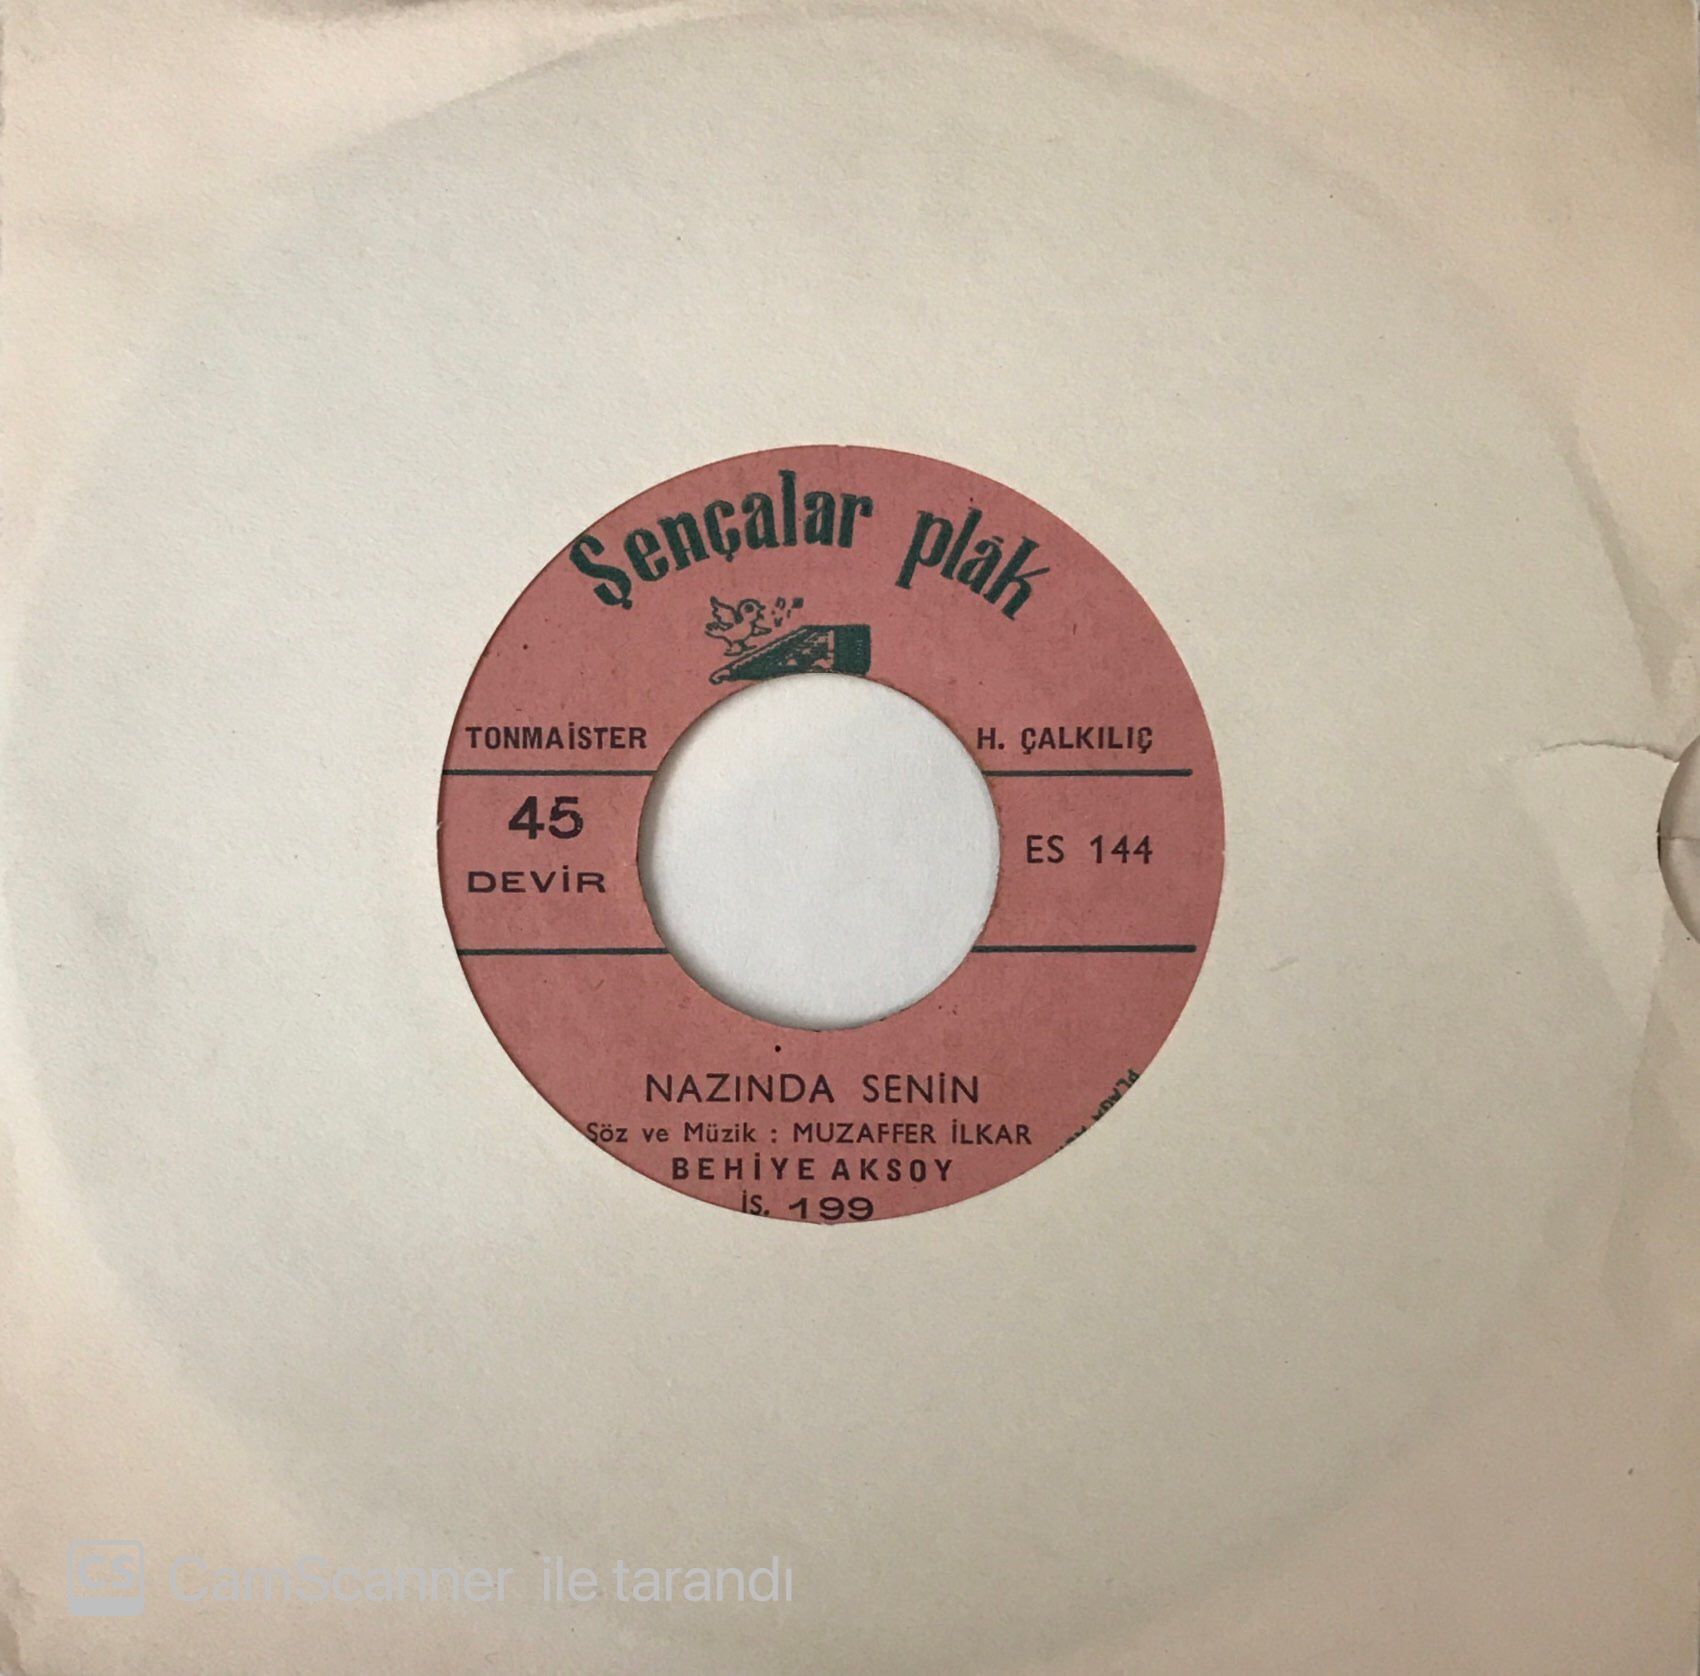 Şençalar plâk
TONMAİSTER H. ÇALKILIÇ
45
DEVİR
ES 144
NAZINDA SENİN
Söz ve Müzik : MUZAFFER İLKAR
BEHİYE AKSOY
İS. 199
CS CamScanner ile tarandı